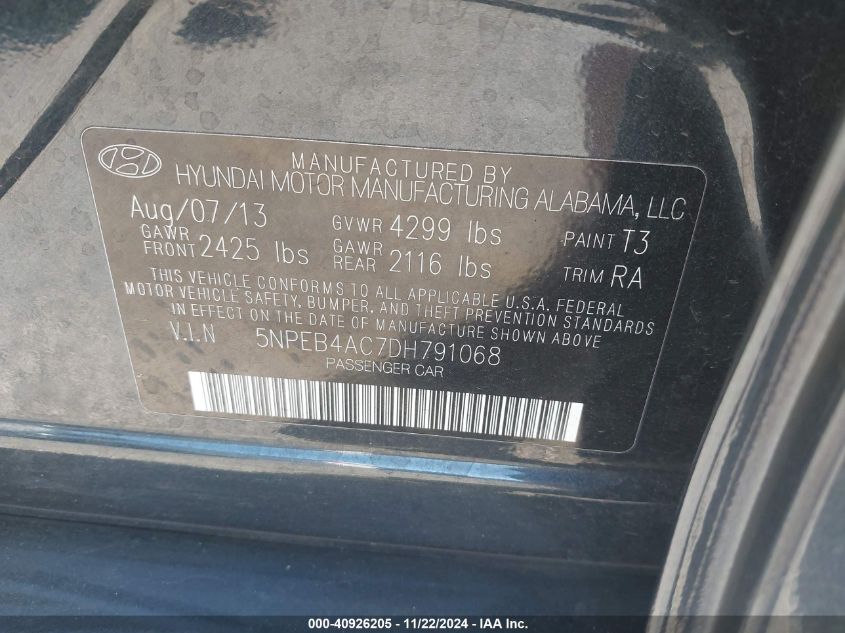 MANUFACTURED BY
HYUNDAI MOTOR MANUFACTURING ALABAMA, LLC
Aug/07/13 GVWR 4299 lbs PAINT T3
GAWR FRONT 2425 lbs GAWR REAR 2116 lbs TRIM RA
THIS VEHICLE CONFORMS TO ALL APPLICABLE U.S.A. FEDERAL
MOTOR VEHICLE SAFETY, BUMPER, AND THEFT PREVENTION STANDARDS
IN EFFECT ON THE DATE OF MANUFACTURE SHOWN ABOVE.
V.I.N 5NPEB4AC7DH791068
PASSENGER CAR
000-40926205 - 11/22/2024 - IAA Inc.